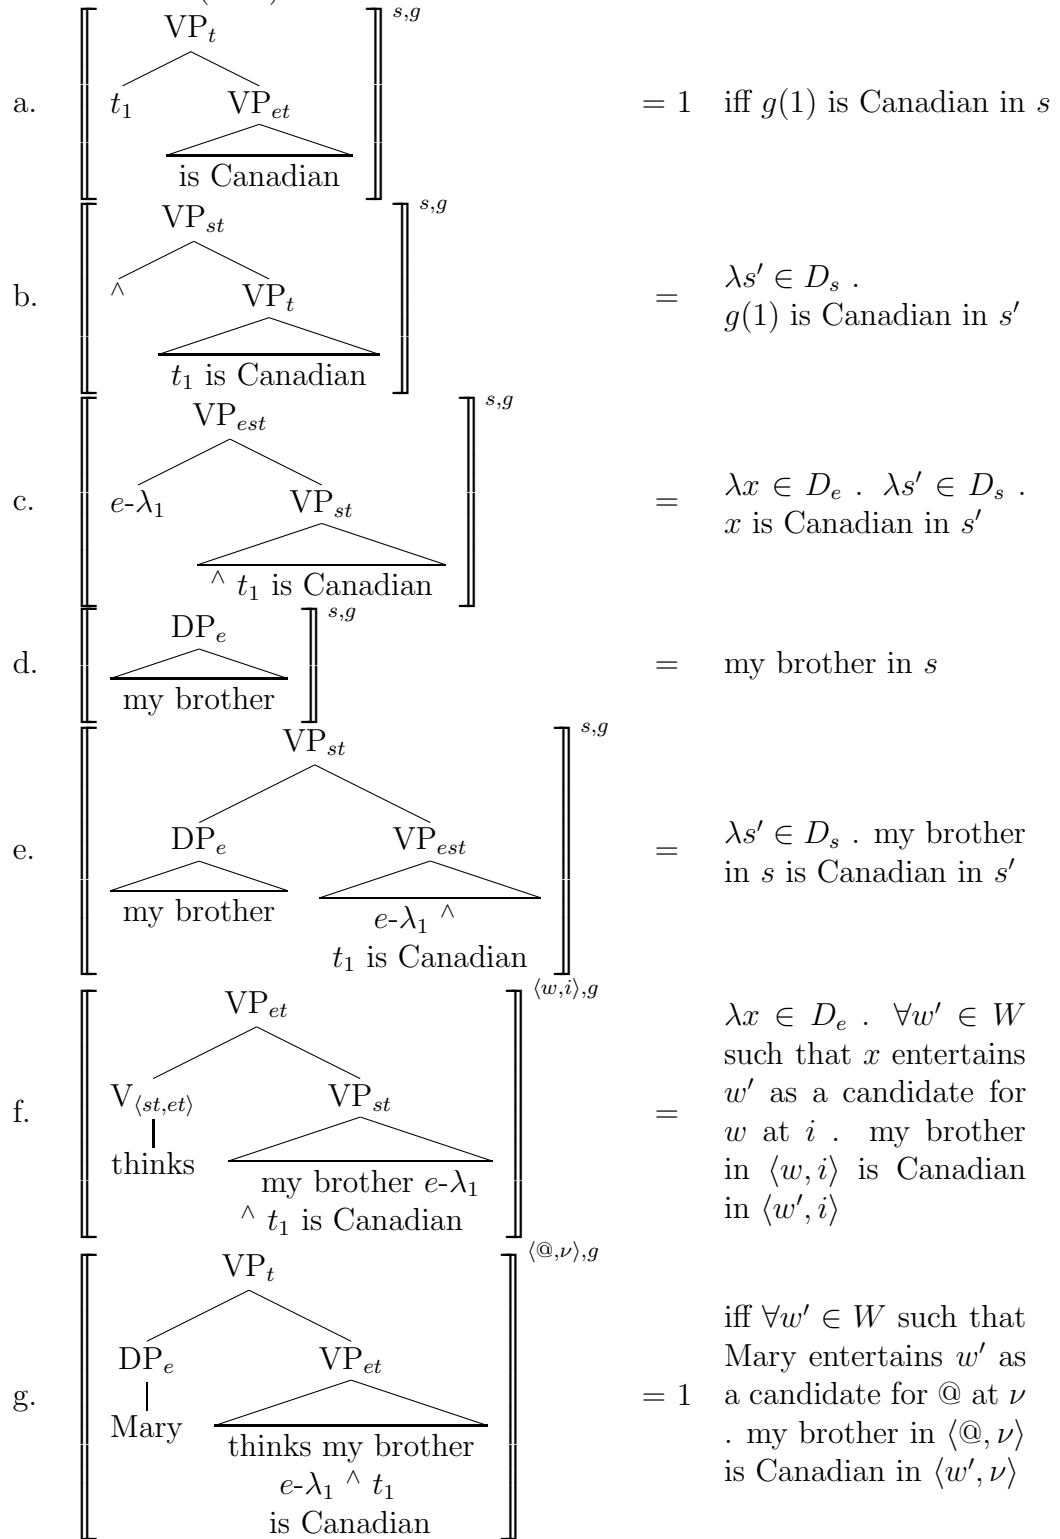 s,g
VP_t
a. t_1 VP_et = 1 iff g(1) is Canadian in s
is Canadian
s,g
VP_st
^ VP_t b. = λs′ ∈ D_s .
g(1) is Canadian in s′
t_1 is Canadian
s,g
VP_est
c. e-λ_1 VP_st = λx ∈ D_e . λs′ ∈ D_s .
x is Canadian in s′
^ t_1 is Canadian
s,g
DP_e
d. = my brother in s
my brother
s,g
VP_st
e. DP_e VP_est = λs′ ∈ D_s . my brother
in s is Canadian in s′
my brother e-λ_1 ^
t_1 is Canadian
⟨w,i⟩,g
VP_et
f. V_⟨st,et⟩ VP_st = λx ∈ D_e . ∀w′ ∈ W
such that x entertains
w′ as a candidate for
w at i . my brother
in ⟨w, i⟩ is Canadian
in ⟨w′, i⟩
thinks
my brother e-λ_1
^ t_1 is Canadian
⟨@,ν⟩,g
VP_t
g. DP_e VP_et = 1 iff ∀w′ ∈ W such that
Mary entertains w′ as
a candidate for @ at ν
. my brother in ⟨@, ν⟩
is Canadian in ⟨w′, ν⟩
Mary
thinks my brother
e-λ_1 ^ t_1
is Canadian